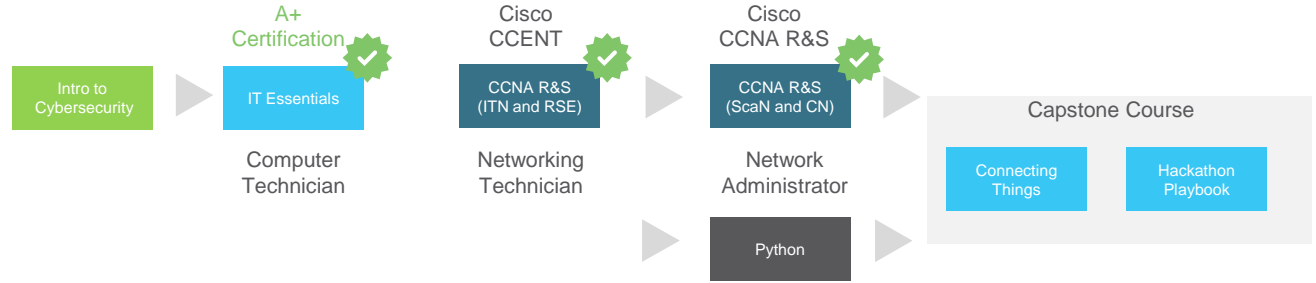 A+
Certification
Cisco
CCENT
Cisco
CCNA R&S
Intro to
Cybersecurity
IT Essentials
CCNA R&S
(ITN and RSE)
CCNA R&S
(ScaN and CN)
Capstone Course
Computer
Technician
Networking
Technician
Network
Administrator
Connecting
Things
Hackathon
Playbook
Python